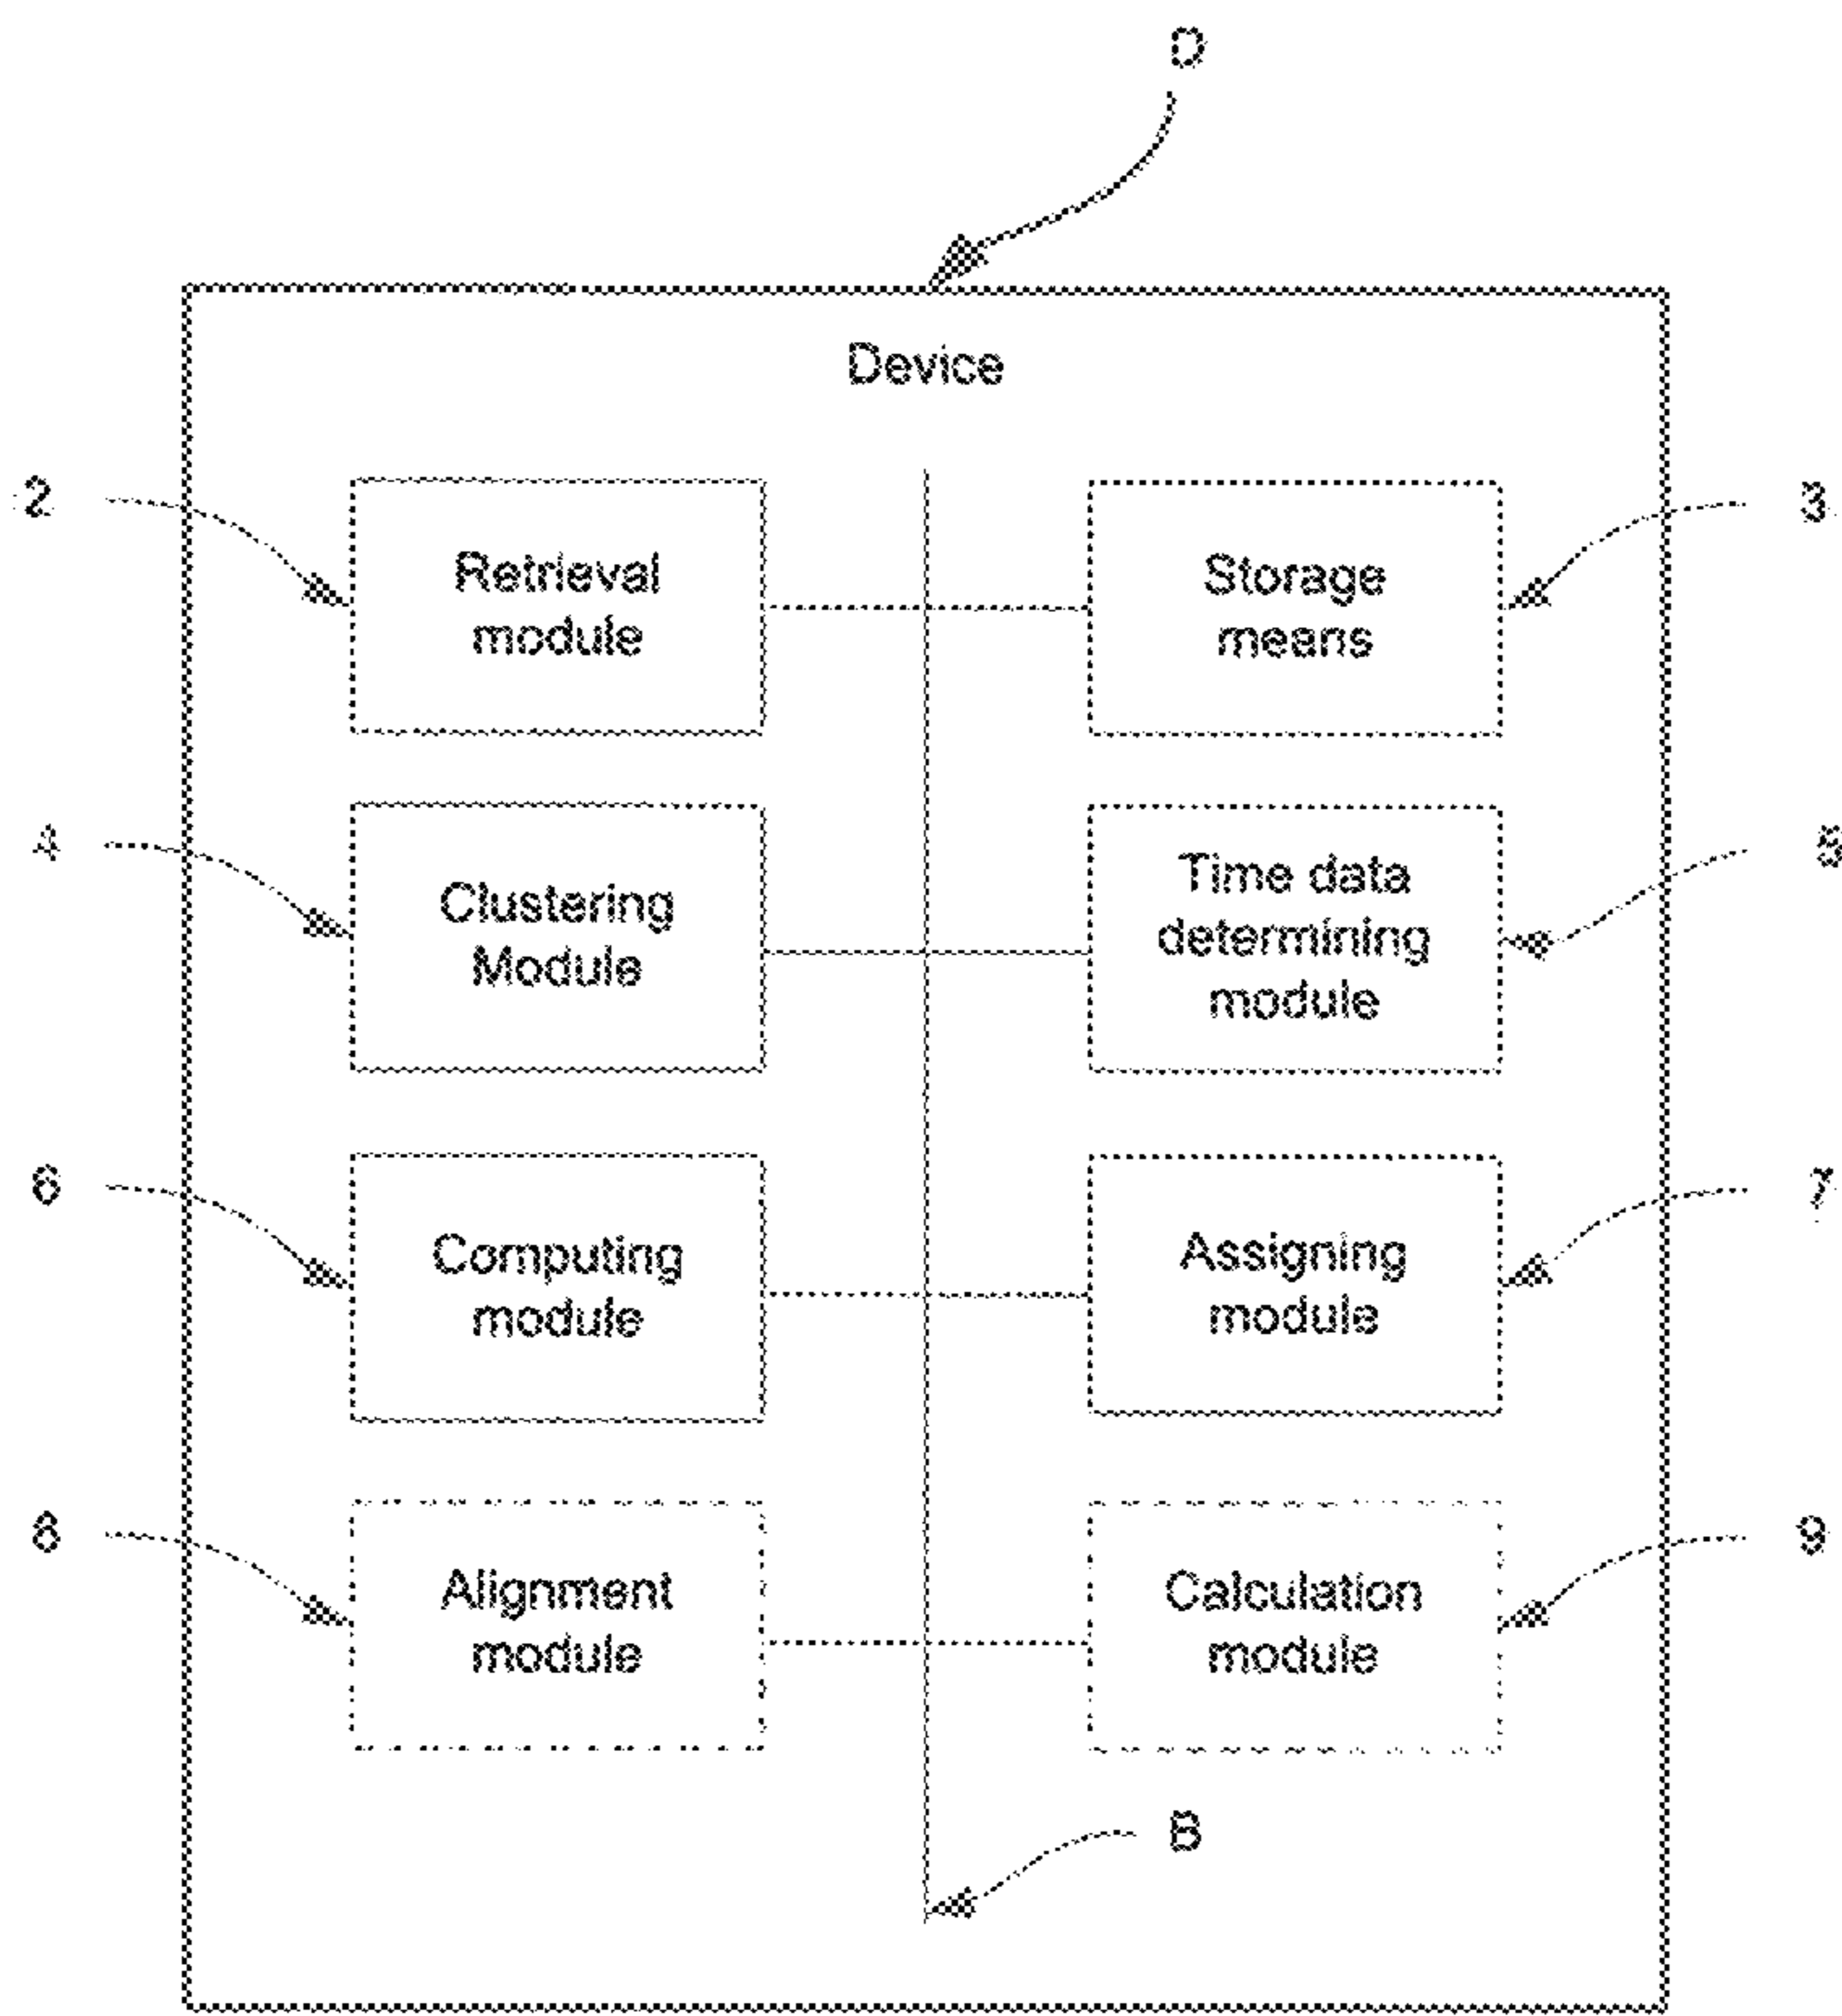 D
Device
2
Retrieval
module
3
Storage
means
4
Clustering
Module
5
Time data
determining
module
6
Computing
module
7
Assigning
module
8
Alignment
module
9
Calculation
module
B